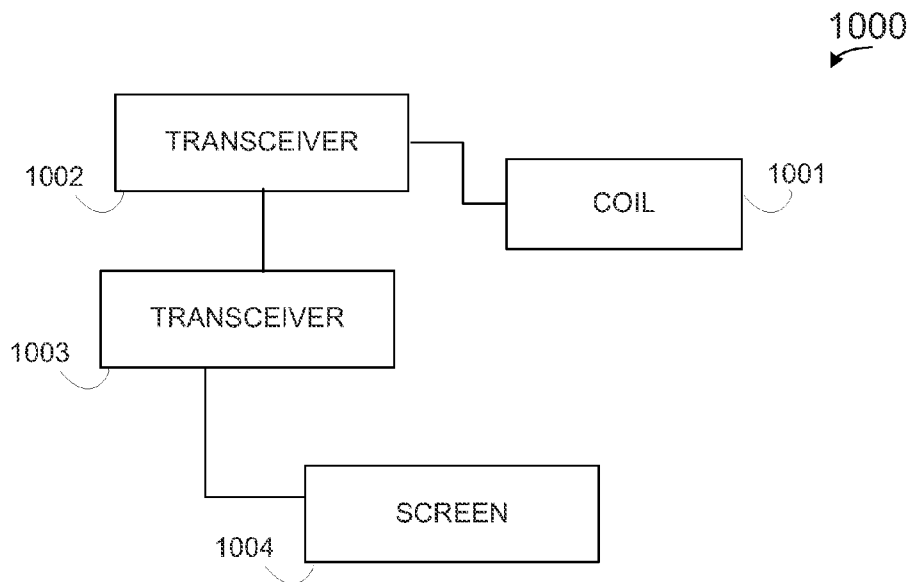 1000
TRANSCEIVER
1002
1001
COIL
TRANSCEIVER
1003
SCREEN
1004